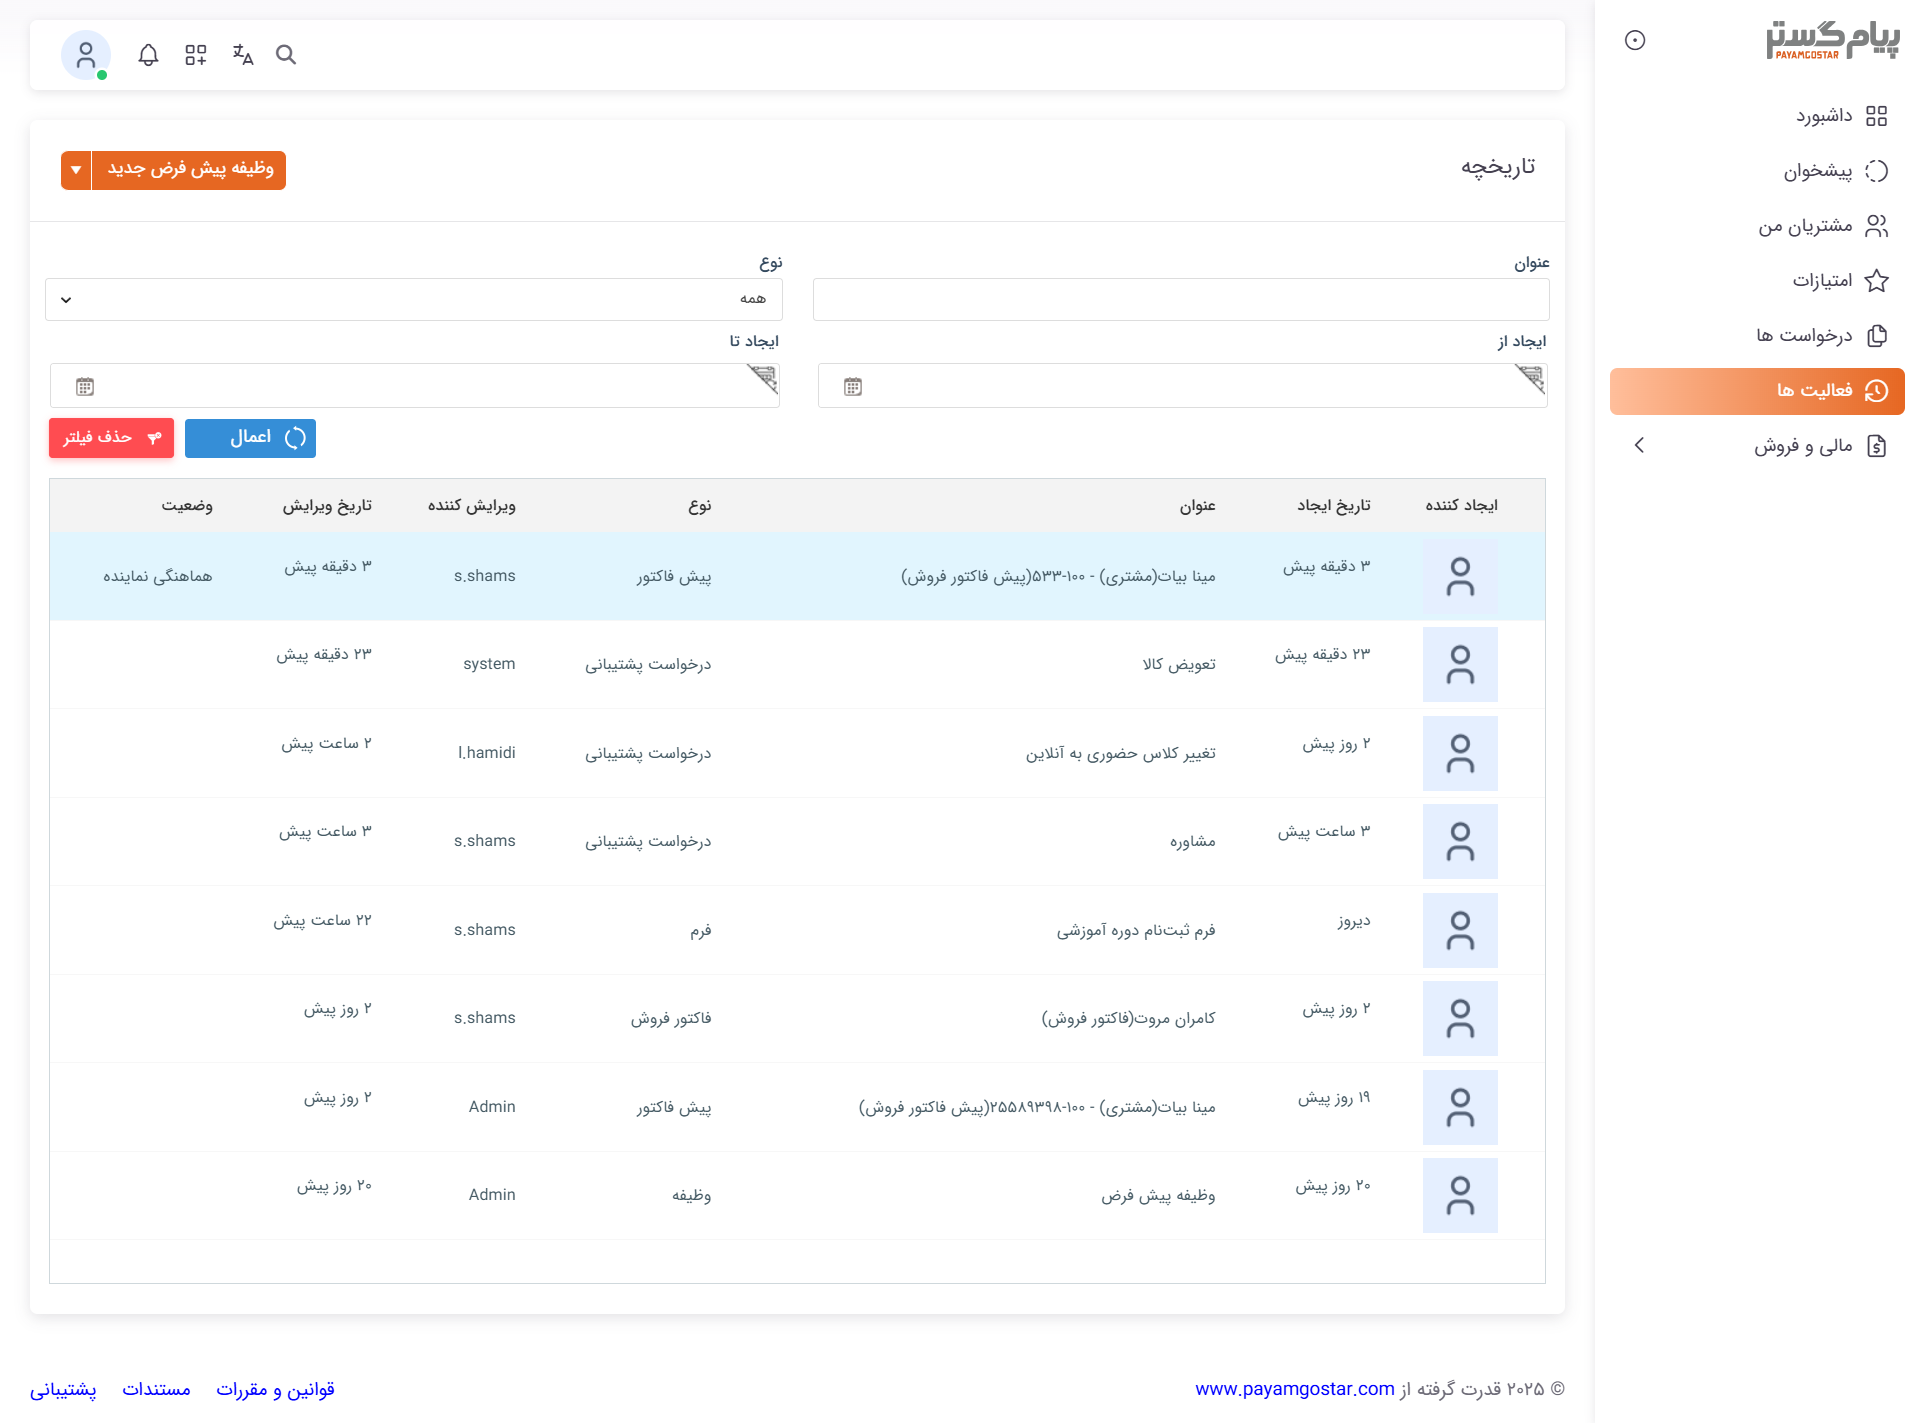 پیام گستر
PAYAMGOSTAR
داشبورد
پیشخوان
مشتریان من
امتیازات
درخواست ها
فعالیت ها
مالی و فروش
تاریخچه
وظیفه پیش فرض جدید
عنوان
نوع
همه
ایجاد از
ایجاد تا
اعمال
حذف فیلتر
ایجاد کننده تاریخ ایجاد عنوان نوع ویرایش کننده تاریخ ویرایش وضعیت
۳ دقیقه پیش مینا بیات(مشتری) - ۱۰۰-۵۳۳(پیش فاکتور فروش) پیش فاکتور s.shams ۳ دقیقه پیش هماهنگی نماینده
۲۳ دقیقه پیش تعویض کالا درخواست پشتیبانی system ۲۳ دقیقه پیش
۲ روز پیش تغییر کلاس حضوری به آنلاین درخواست پشتیبانی l.hamidi ۲ ساعت پیش
۳ ساعت پیش مشاوره درخواست پشتیبانی s.shams ۳ ساعت پیش
دیروز فرم ثبت‌نام دوره آموزشی فرم s.shams ۲۲ ساعت پیش
۲ روز پیش کامران مروت(فاکتور فروش) فاکتور فروش s.shams ۲ روز پیش
۱۹ روز پیش مینا بیات(مشتری) - ۱۰۰-۲۵۵۸۹۳۹۸(پیش فاکتور فروش) پیش فاکتور Admin ۲ روز پیش
۲۰ روز پیش وظیفه پیش فرض وظیفه Admin ۲۰ روز پیش
© ۲۰۲۵ قدرت گرفته از www.payamgostar.com
قوانین و مقررات مستندات پشتیبانی